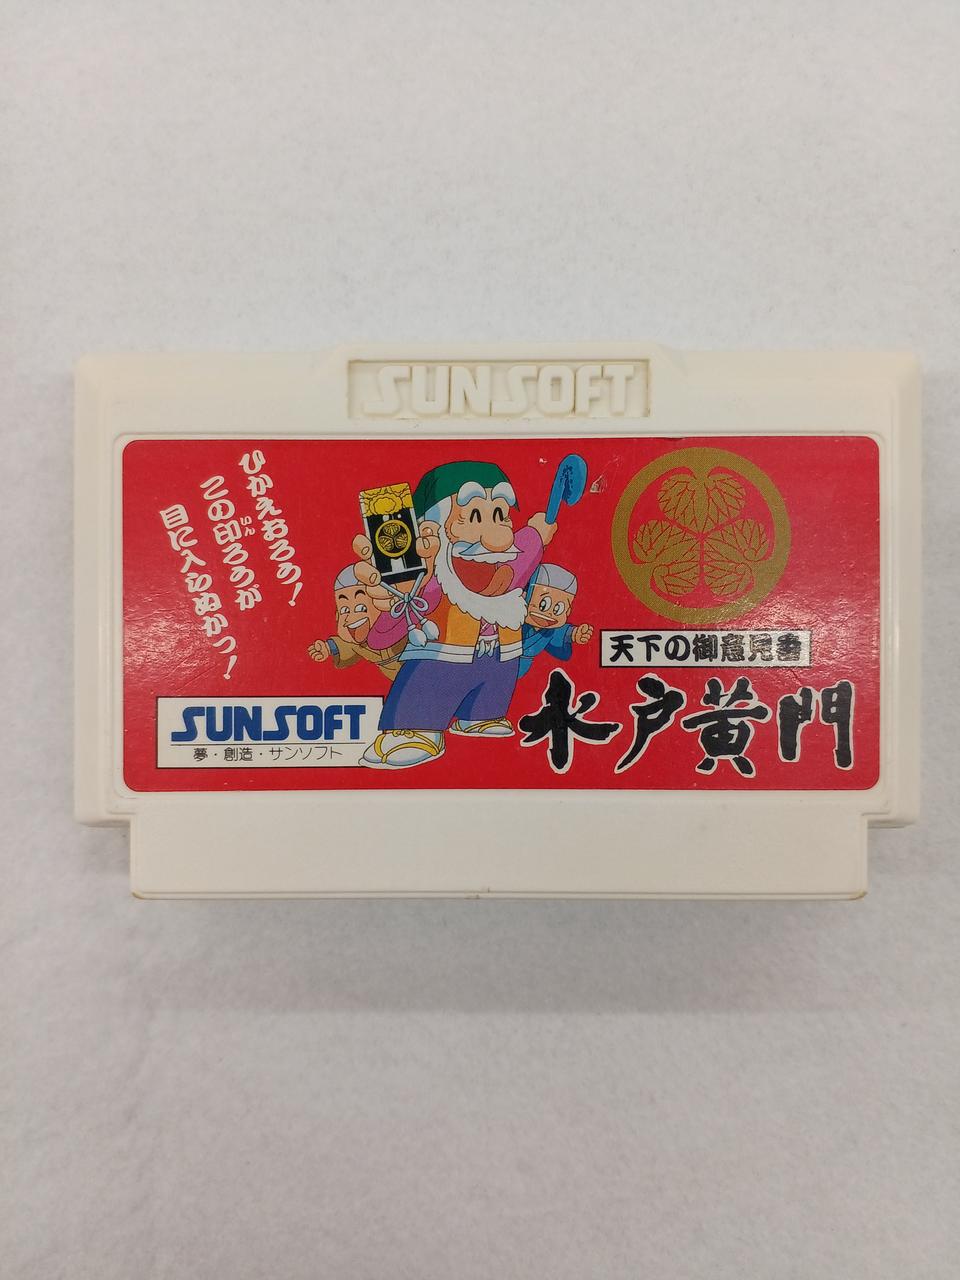 SUNSOFT
ひかえおろう!
この印ろうが
いん
目に入らぬかっ!
天下の御意見番
水戸黄門
SUNSOFT
夢・創造・サンソフト